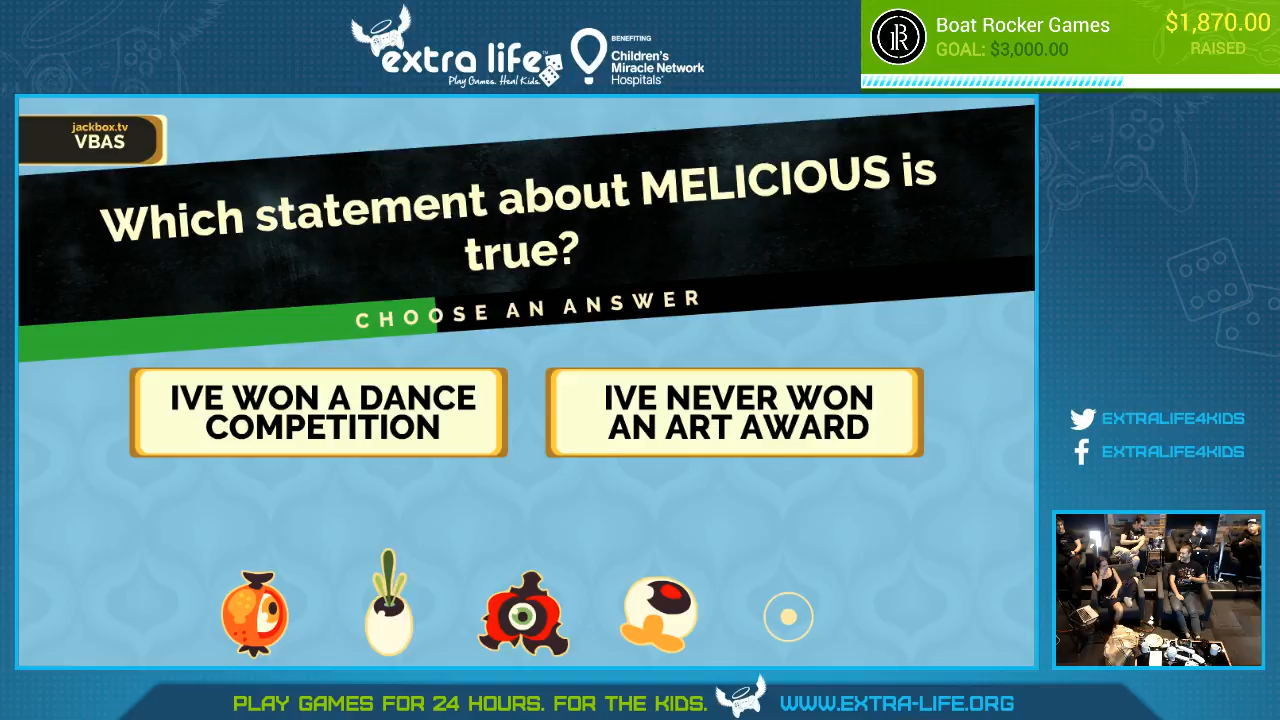 extra life
Play Games. Heal Kids.
BENEFITING
Children's
Miracle Network
Hospitals
Boat Rocker Games
GOAL: $3,000.00
$1,870.00
RAISED
jackbox.tv
VBAS
Which statement about MELICIOUS is
true?
CHOOSE AN ANSWER
IVE WON A DANCE
COMPETITION
IVE NEVER WON
AN ART AWARD
EXTRALIFE4KIDS
EXTRALIFE4KIDS
PLAY GAMES FOR 24 HOURS. FOR THE KIDS.
WWW.EXTRA-LIFE.ORG